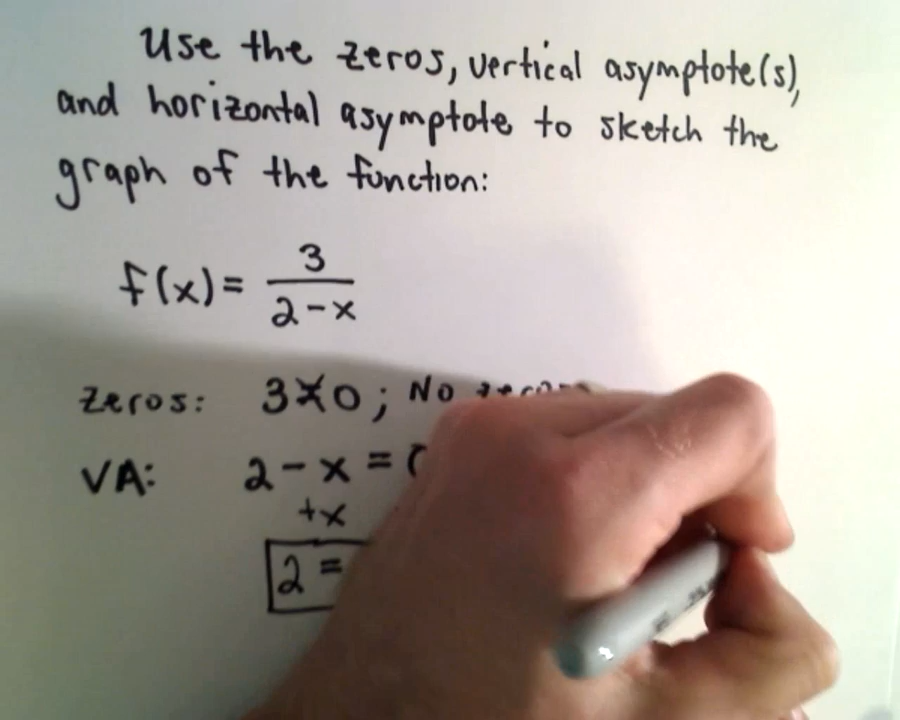 Use the zeros, vertical asymptote(s),
and horizontal asymptote to sketch the
graph of the function:
f(x) = 3/(2-x)
zeros: 3≠0; No
VA: 2-x=
+x
2=